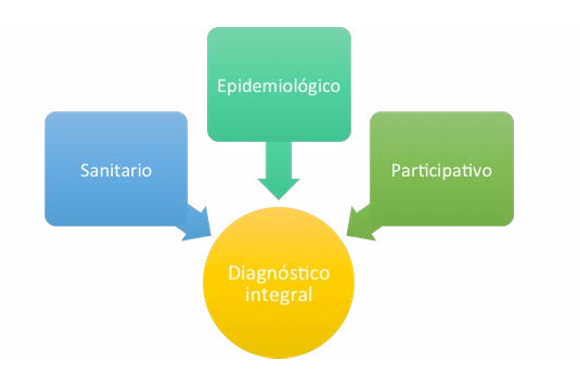 Epidemiológico
Sanitario
Participativo
Diagnóstico
integral